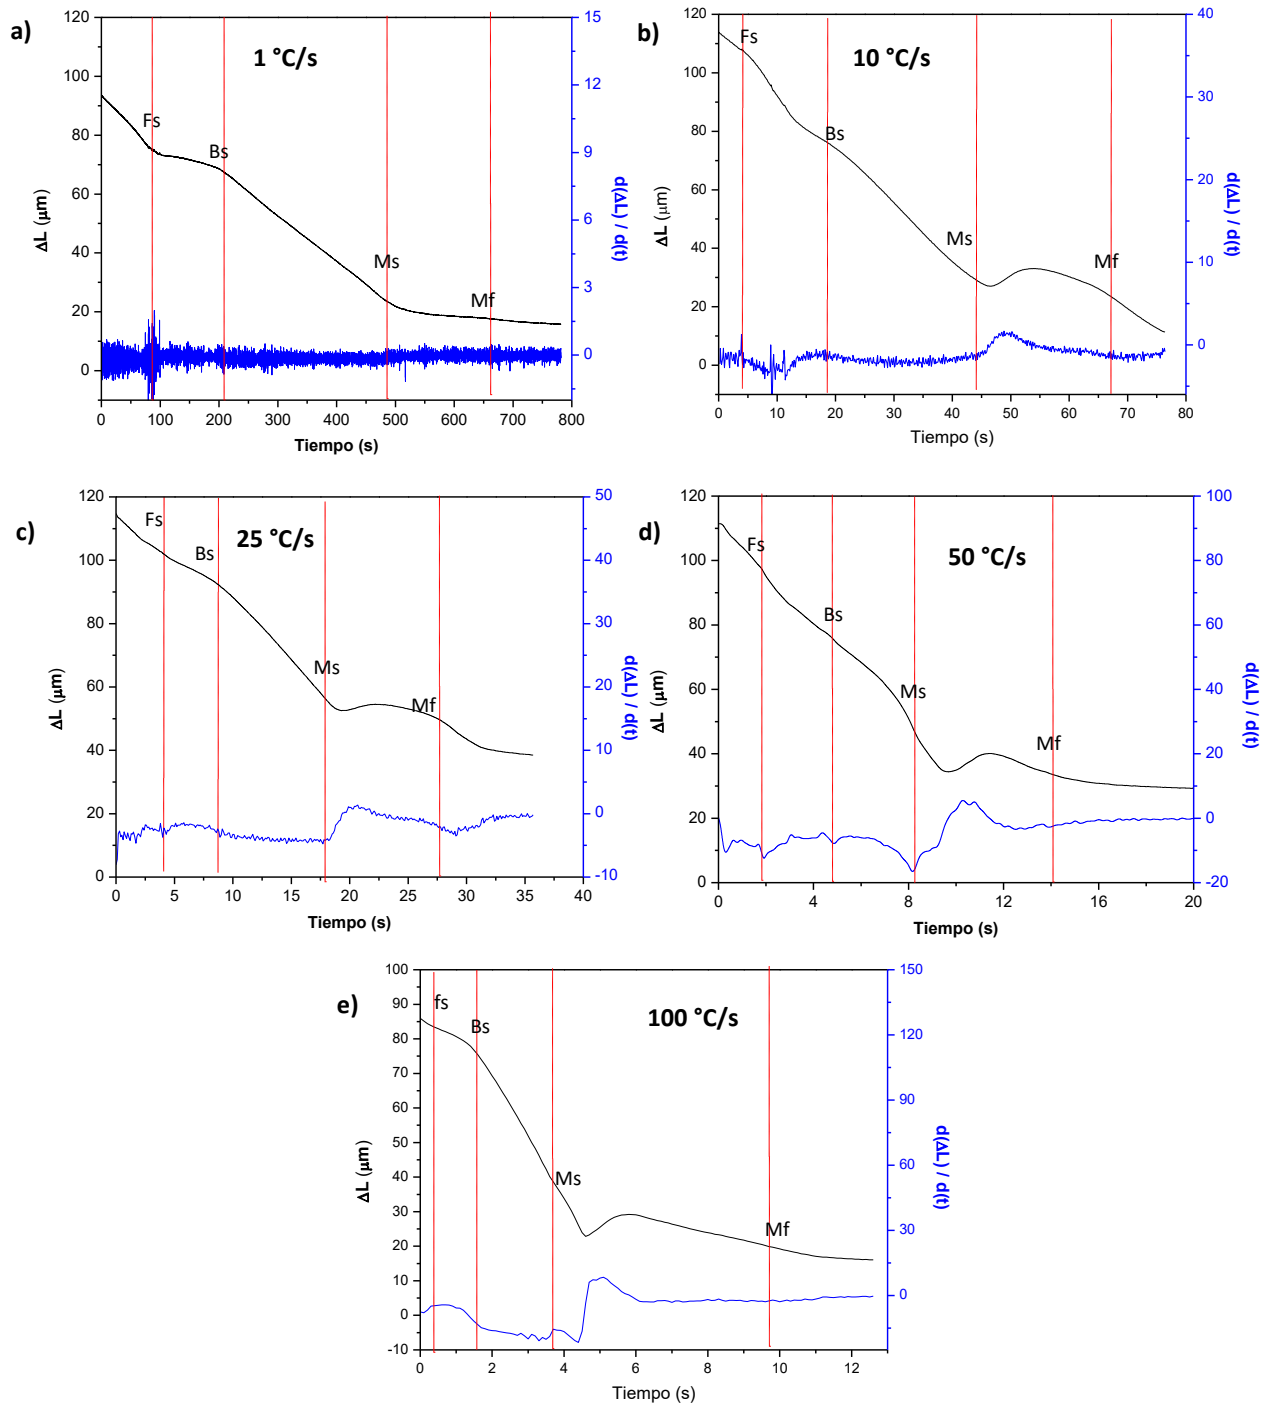 a)
1 °C/s
Fs
Bs
Ms
Mf
120
100
80
60
40
20
0
15
12
9
6
3
0
0 100 200 300 400 500 600 700 800
ΔL (μm)
d(ΔL) / d(t)
Tiempo (s)
b)
10 °C/s
Fs
Bs
Ms
Mf
120
100
80
60
40
20
0
40
30
20
10
0
0 10 20 30 40 50 60 70 80
ΔL (μm)
d(ΔL) / d(t)
Tiempo (s)
c)
25 °C/s
Fs
Bs
Ms
Mf
120
100
80
60
40
20
0
50
40
30
20
10
0
-10
0 5 10 15 20 25 30 35 40
ΔL (μm)
d(ΔL) / d(t)
Tiempo (s)
d)
50 °C/s
Fs
Bs
Ms
Mf
120
100
80
60
40
20
0
100
80
60
40
20
0
-20
0 4 8 12 16 20
ΔL (μm)
d(ΔL) / d(t)
Tiempo (s)
e)
100 °C/s
fs
Bs
Ms
Mf
100
90
80
70
60
50
40
30
20
10
0
-10
150
120
90
60
30
0
0 2 4 6 8 10 12
ΔL (μm)
d(ΔL) / d(t)
Tiempo (s)